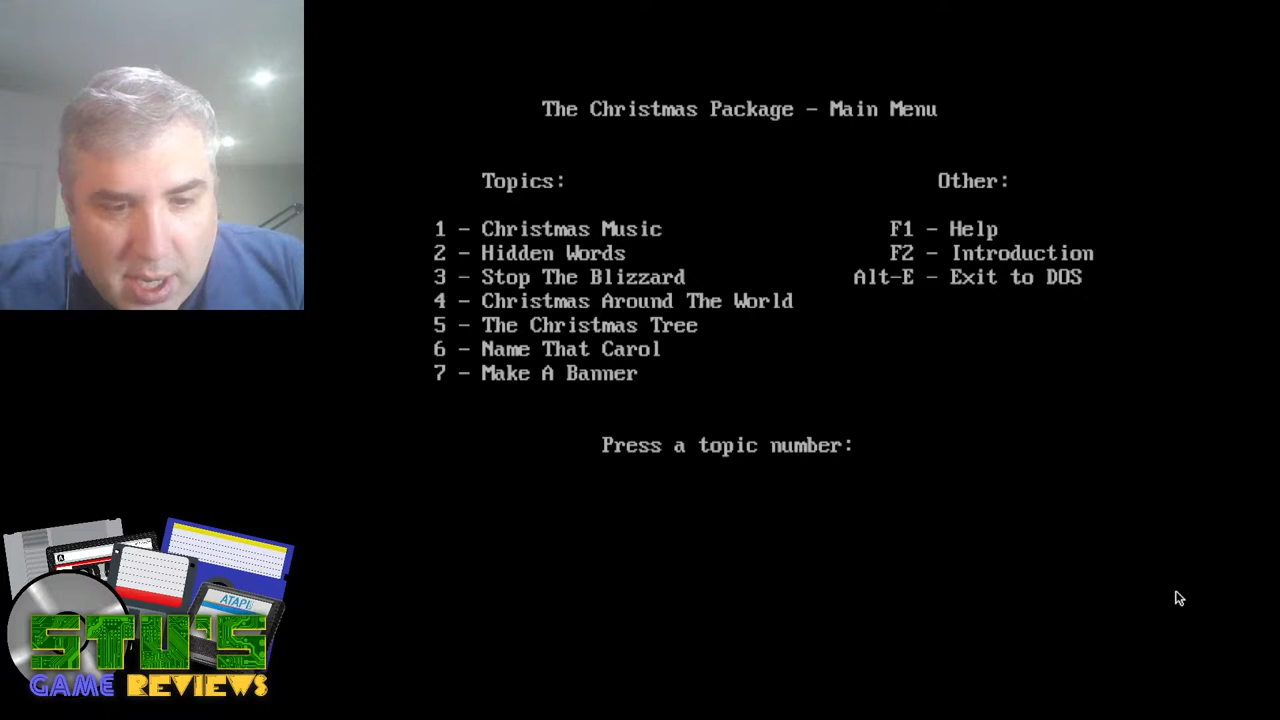 The Christmas Package - Main Menu
Topics:
Other:
1 - Christmas Music
F1 - Help
2 - Hidden Words
F2 - Introduction
3 - Stop The Blizzard
Alt-E - Exit to DOS
4 - Christmas Around The World
5 - The Christmas Tree
6 - Name That Carol
7 - Make A Banner
Press a topic number:
A
ATAPI
STU'S
GAME REVIEWS